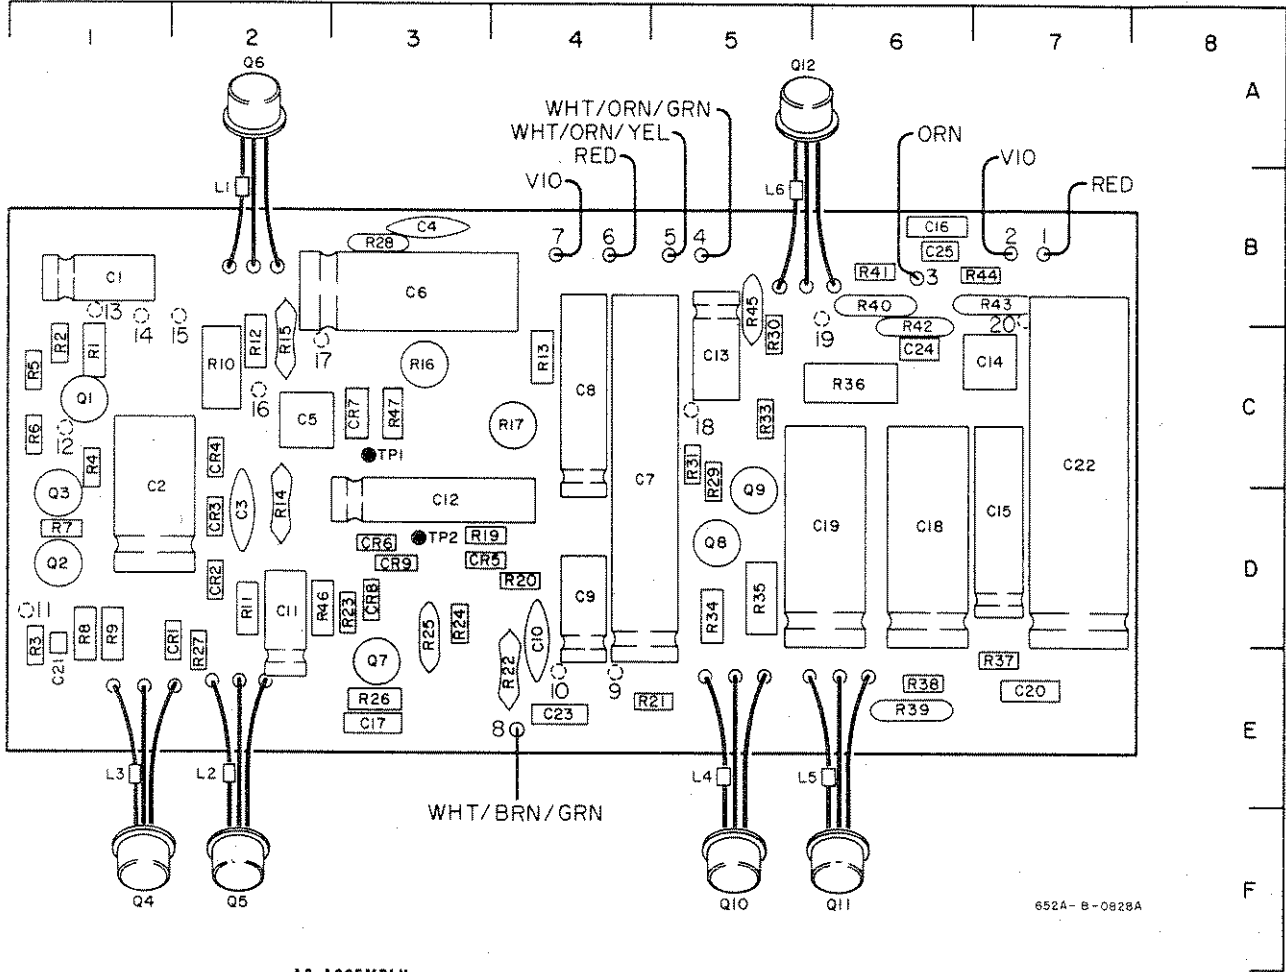 1 2 3 4 5 6 7 8
Q6 Q12
A
WHT/ORN/GRN
WHT/ORN/YEL
RED
VIO
ORN
VIO
RED
L1 L6
C4
R28
7 6 5 4
C16
C25
2 1
B
R41 3 R44
C1
C6
R45
R40 R43
R42
13 14 15
R15
R12
17
R30
19
20
R2 R1
R5
R10
R16
R13
C8
C13
C24
C14
R36
Q1
16
C5
CR7 R47
R17
18
R33
C
R6
12
R4
CR4
TP1
R31
R29
C7
C22
Q3
C2
C3
R14
C12
Q9
R7
CR3
TP2
R19
CR6
CR9
CR5
C19 C18 C15
Q2
Q8
CR2
R20
D
11
R11
C11
R46
R23
CR8
R25
R24
C10
C9
R34
R35
R3
C21
R8 R9
CR1
R27
Q7
R22
R37
10 9
R26
C17
C23
R21
R38
R39
C20
8
E
L3 L2 L4 L5
WHT/BRN/GRN
Q4 Q5 Q10 Q11
F
652A-B-0828A